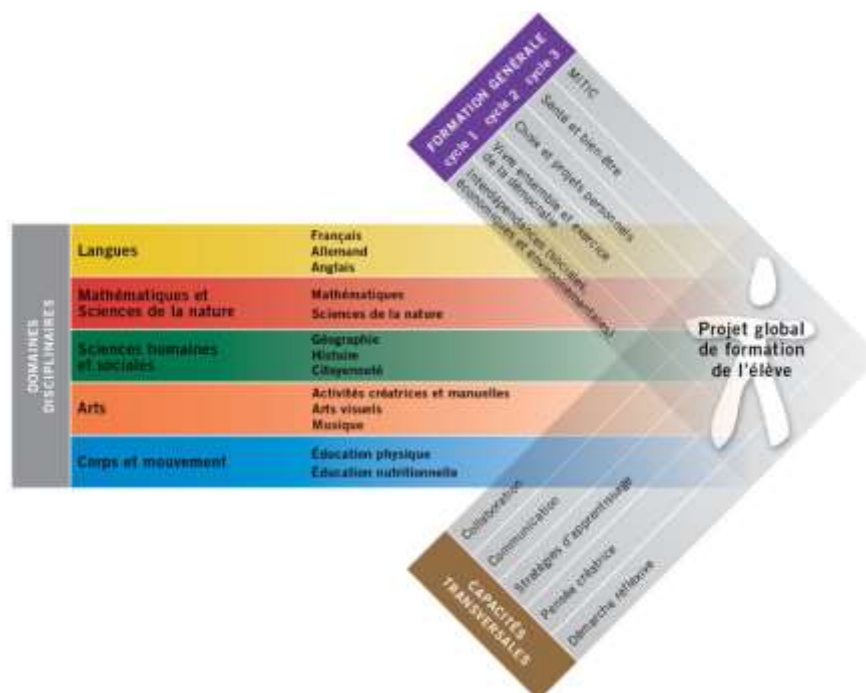 FORMATION GÉNÉRALE
cycle 1 cycle 2 cycle 3
MITIC
Santé et bien-être
Choix et projets personnels
Vivre ensemble et exercice
de la démocratie
Interdépendances (sociales,
économiques et environnementales)
DOMAINES
DISCIPLINAIRES
Langues
Français
Allemand
Anglais
Mathématiques et
Sciences de la nature
Mathématiques
Sciences de la nature
Sciences humaines
et sociales
Géographie
Histoire
Citoyenneté
Arts
Activités créatrices et manuelles
Arts visuels
Musique
Corps et mouvement
Éducation physique
Éducation nutritionnelle
Projet global
de formation
de l'élève
Collaboration
Communication
Stratégies d'apprentissage
Pensée créatrice
Démarche réflexive
CAPACITÉS
TRANSVERSALES